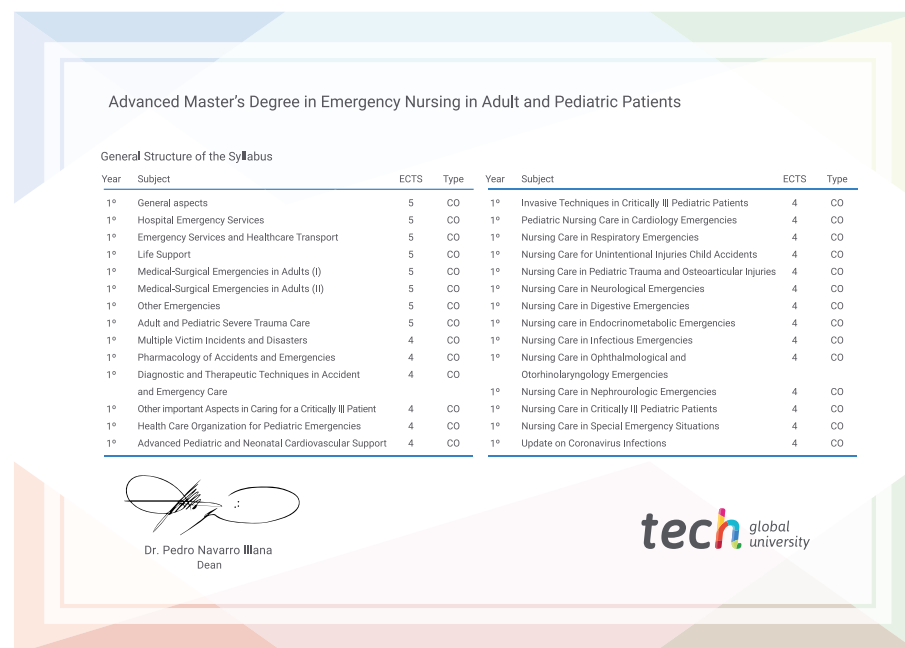 Advanced Master's Degree in Emergency Nursing in Adult and Pediatric Patients
General Structure of the Syllabus
Year Subject ECTS Type
1º General aspects 5 CO
1º Hospital Emergency Services 5 CO
1º Emergency Services and Healthcare Transport 5 CO
1º Life Support 5 CO
1º Medical-Surgical Emergencies in Adults (I) 5 CO
1º Medical-Surgical Emergencies in Adults (II) 5 CO
1º Other Emergencies 5 CO
1º Adult and Pediatric Severe Trauma Care 5 CO
1º Multiple Victim Incidents and Disasters 4 CO
1º Pharmacology of Accidents and Emergencies 4 CO
1º Diagnostic and Therapeutic Techniques in Accident 4 CO
and Emergency Care
1º Other important Aspects in Caring for a Critically Ill Patient 4 CO
1º Health Care Organization for Pediatric Emergencies 4 CO
1º Advanced Pediatric and Neonatal Cardiovascular Support 4 CO
Year Subject ECTS Type
1º Invasive Techniques in Critically Ill Pediatric Patients 4 CO
1º Pediatric Nursing Care in Cardiology Emergencies 4 CO
1º Nursing Care in Respiratory Emergencies 4 CO
1º Nursing Care for Unintentional Injuries Child Accidents 4 CO
1º Nursing Care in Pediatric Trauma and Osteoarticular Injuries 4 CO
1º Nursing Care in Neurological Emergencies 4 CO
1º Nursing Care in Digestive Emergencies 4 CO
1º Nursing care in Endocrinometabolic Emergencies 4 CO
1º Nursing Care in Infectious Emergencies 4 CO
1º Nursing Care in Ophthalmological and 4 CO
Otorhinolaryngology Emergencies
1º Nursing Care in Nephrourologic Emergencies 4 CO
1º Nursing Care in Critically Ill Pediatric Patients 4 CO
1º Nursing Care in Special Emergency Situations 4 CO
1º Update on Coronavirus Infections 4 CO
Dr. Pedro Navarro Illana
Dean
tech global
university